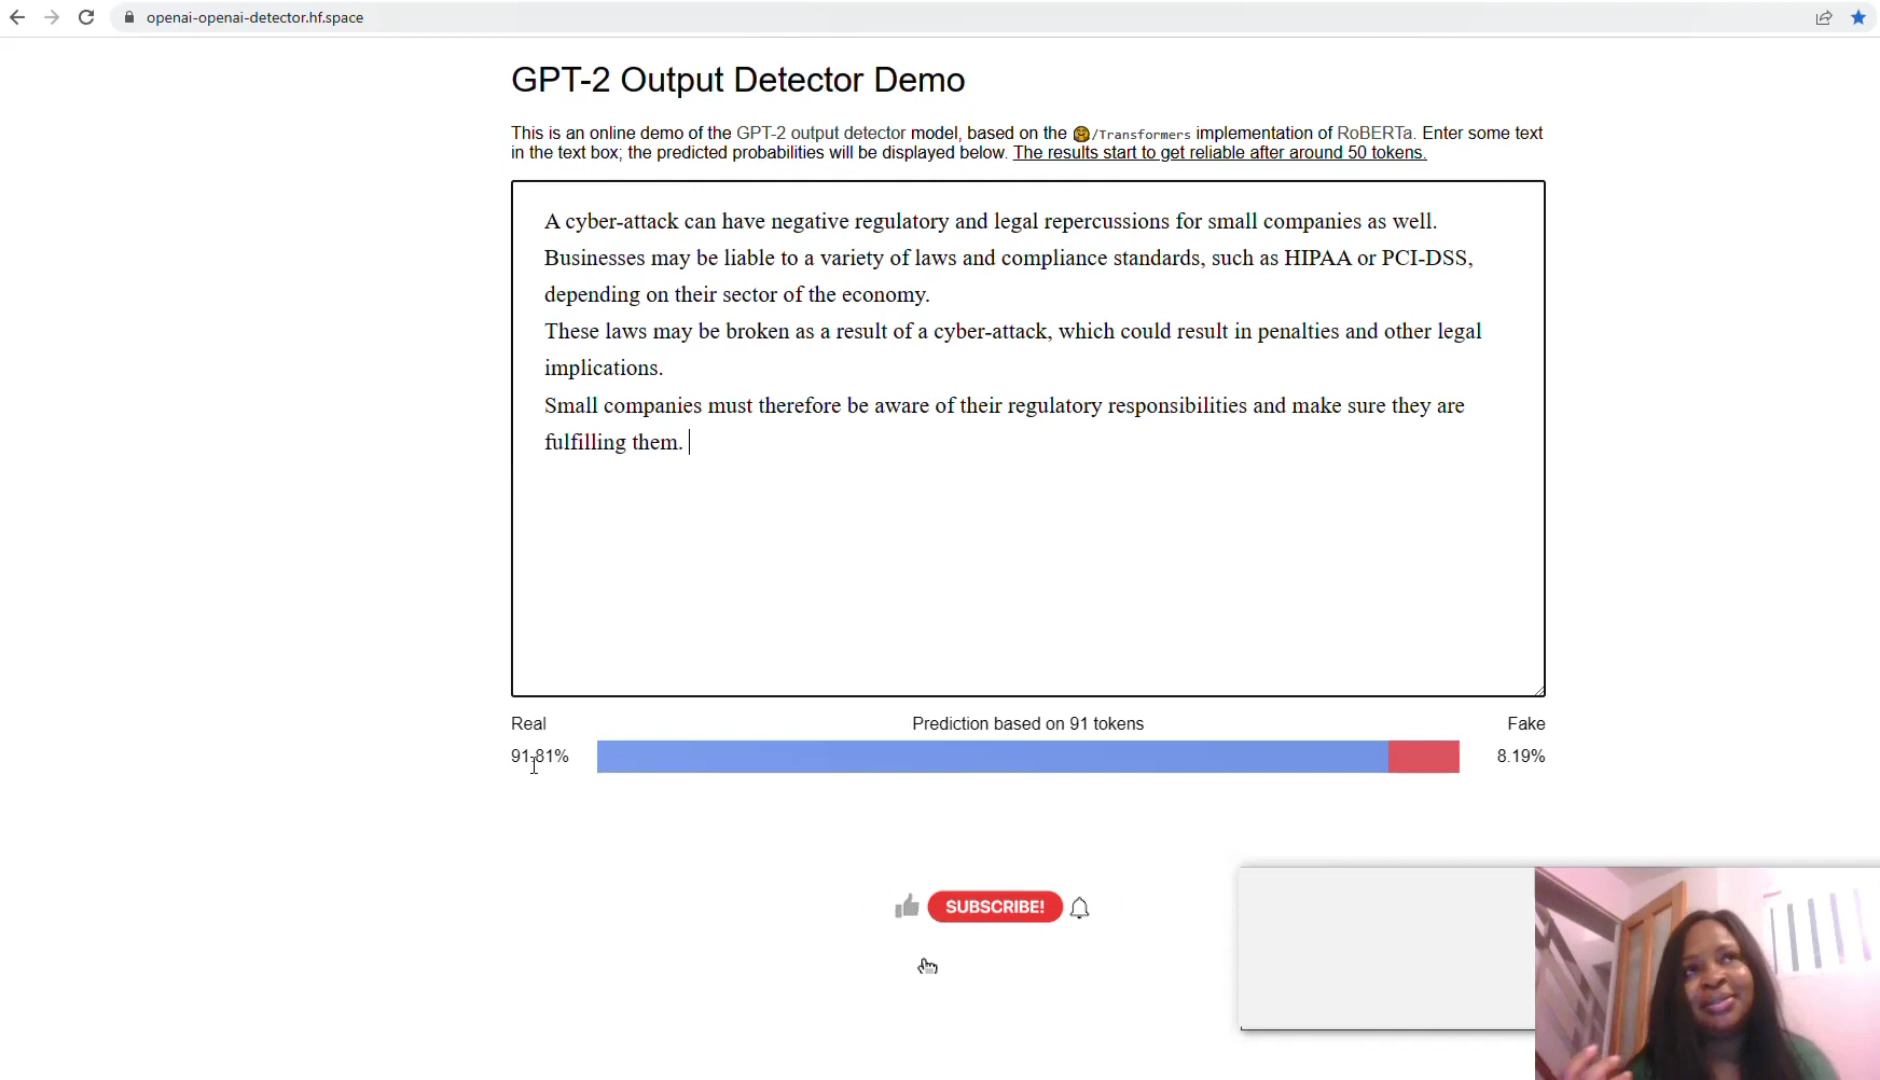 openai-openai-detector.hf.space
GPT-2 Output Detector Demo
This is an online demo of the GPT-2 output detector model, based on the 🤗/Transformers implementation of RoBERTa. Enter some text
in the text box; the predicted probabilities will be displayed below. The results start to get reliable after around 50 tokens.
A cyber-attack can have negative regulatory and legal repercussions for small companies as well.
Businesses may be liable to a variety of laws and compliance standards, such as HIPAA or PCI-DSS,
depending on their sector of the economy.
These laws may be broken as a result of a cyber-attack, which could result in penalties and other legal
implications.
Small companies must therefore be aware of their regulatory responsibilities and make sure they are
fulfilling them.
Real Prediction based on 91 tokens Fake
91.81% 8.19%
SUBSCRIBE!